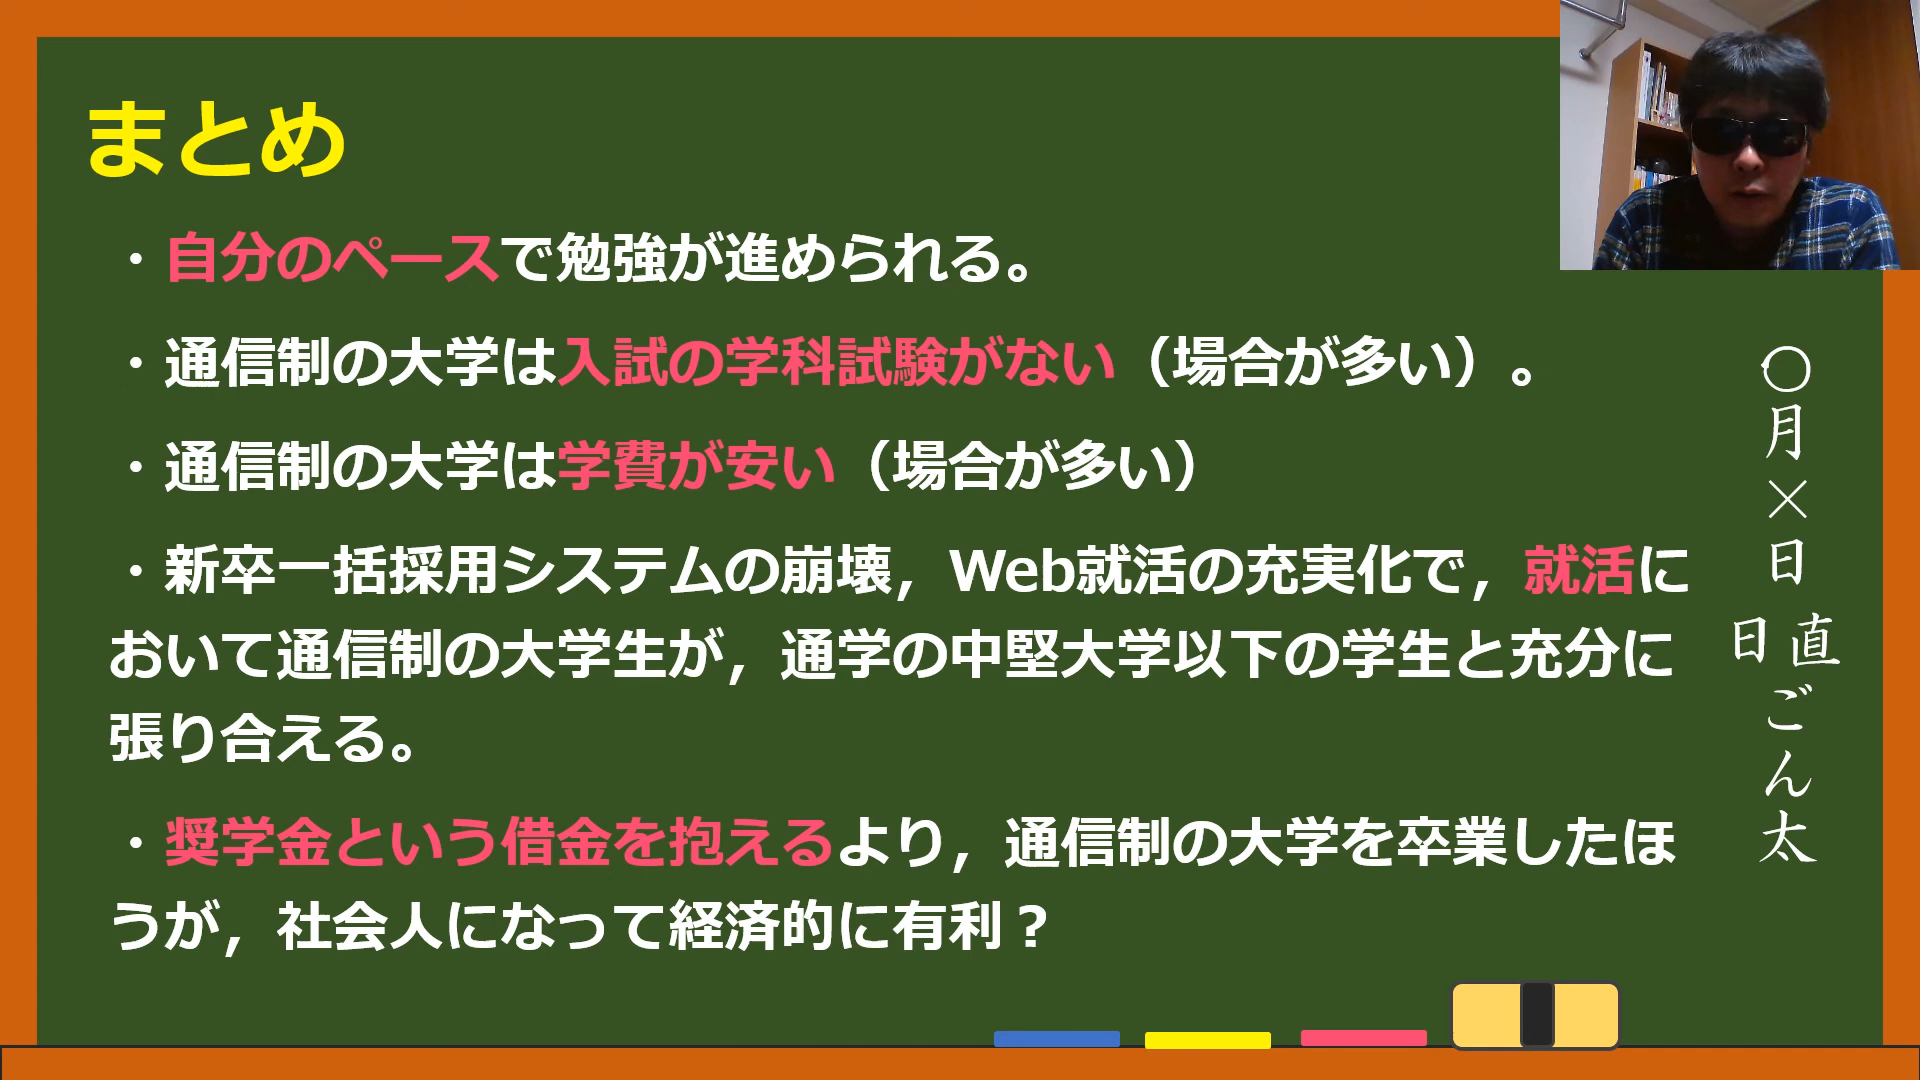 まとめ
・自分のペースで勉強が進められる。
・通信制の大学は入試の学科試験がない（場合が多い）。
・通信制の大学は学費が安い（場合が多い）
・新卒一括採用システムの崩壊，Web就活の充実化で，就活に
おいて通信制の大学生が，通学の中堅大学以下の学生と充分に
張り合える。
・奨学金という借金を抱えるより，通信制の大学を卒業したほ
うが，社会人になって経済的に有利？
〇月×日
日直
ごん太